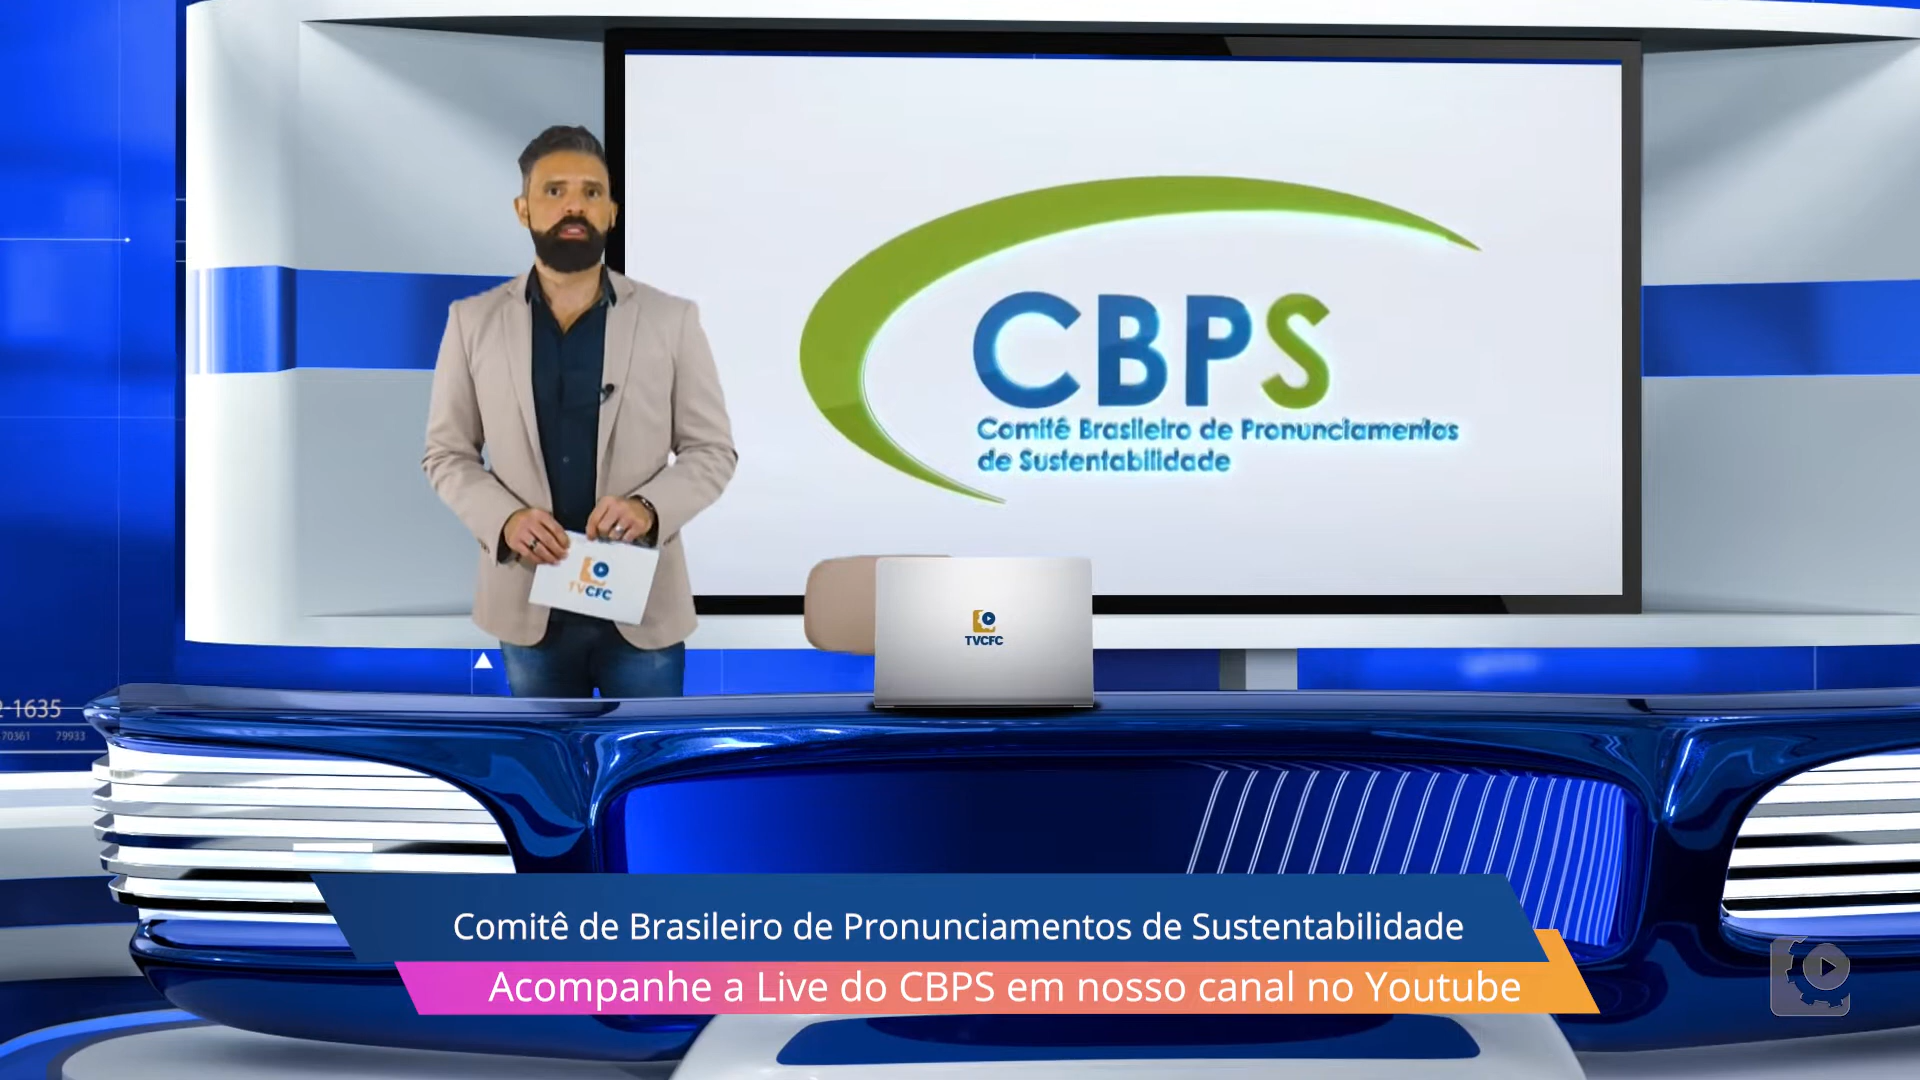 CBPS
Comitê Brasileiro de Pronunciamentos
de Sustentabilidade
TVCFC
TVCFC
2-1635
70361 79933
Comitê de Brasileiro de Pronunciamentos de Sustentabilidade
Acompanhe a Live do CBPS em nosso canal no Youtube